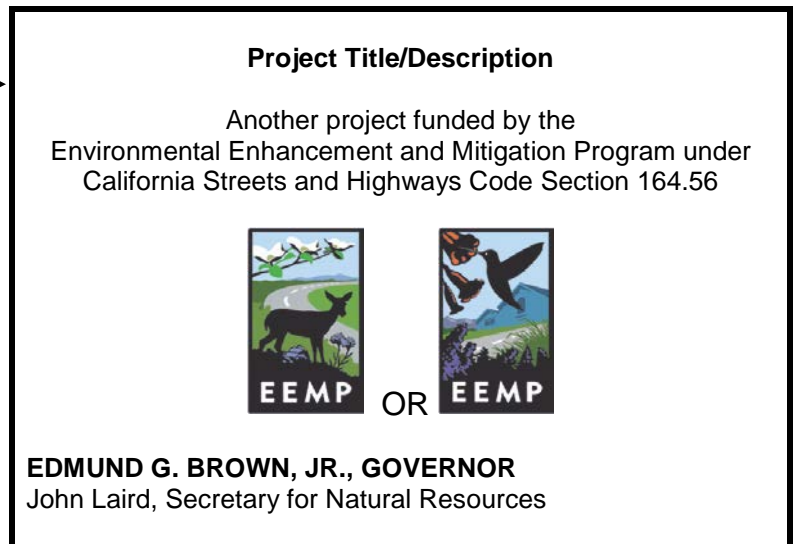 Project Title/Description
Another project funded by the
Environmental Enhancement and Mitigation Program under
California Streets and Highways Code Section 164.56
EEMP OR EEMP
EDMUND G. BROWN, JR., GOVERNOR
John Laird, Secretary for Natural Resources